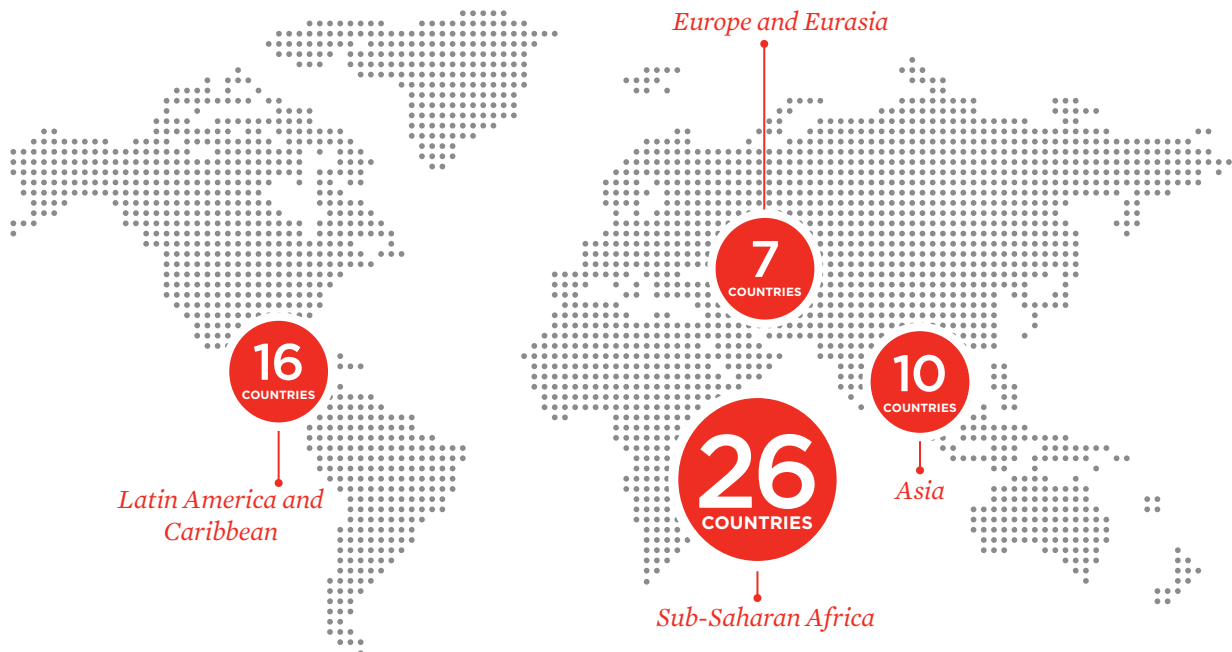 Europe and Eurasia
7
COUNTRIES
16
COUNTRIES
Latin America and
Caribbean
10
COUNTRIES
Asia
26
COUNTRIES
Sub-Saharan Africa